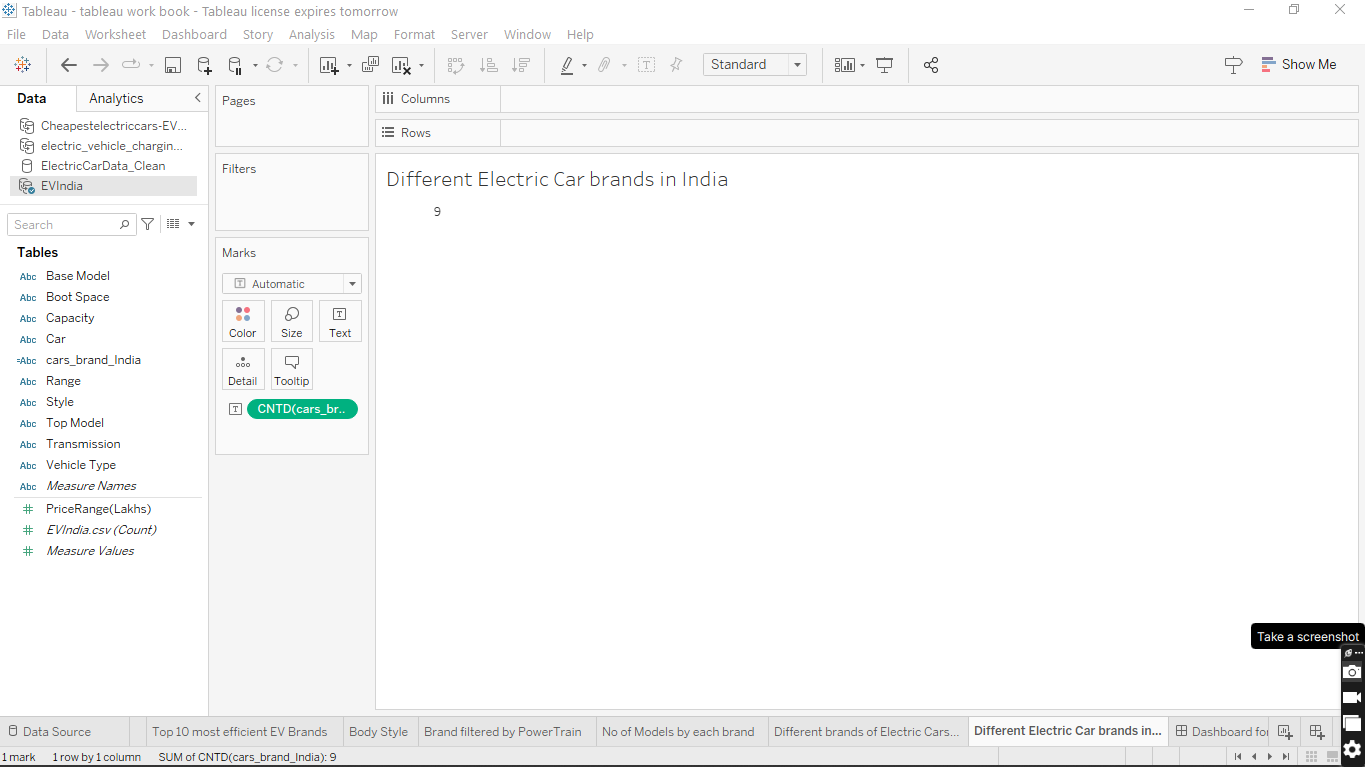 Tableau - tableau work book - Tableau license expires tomorrow
File Data Worksheet Dashboard Story Analysis Map Format Server Window Help
Standard
Show Me
Data Analytics
Cheapestelectriccars-EV...
electric_vehicle_chargin...
ElectricCarData_Clean
EVIndia
Search
Tables
Abc Base Model
Abc Boot Space
Abc Capacity
Abc Car
=Abc cars_brand_India
Abc Range
Abc Style
Abc Top Model
Abc Transmission
Abc Vehicle Type
Abc Measure Names
# PriceRange(Lakhs)
# EVIndia.csv (Count)
# Measure Values
Pages
Filters
Marks
T Automatic
Color Size T Text
Detail Tooltip
T CNTD(cars_br..
Columns
Rows
Different Electric Car brands in India
9
Take a screenshot
Data Source Top 10 most efficient EV Brands Body Style Brand filtered by PowerTrain No of Models by each brand Different brands of Electric Cars... Different Electric Car brands in... Dashboard for
1 mark 1 row by 1 column SUM of CNTD(cars_brand_India): 9